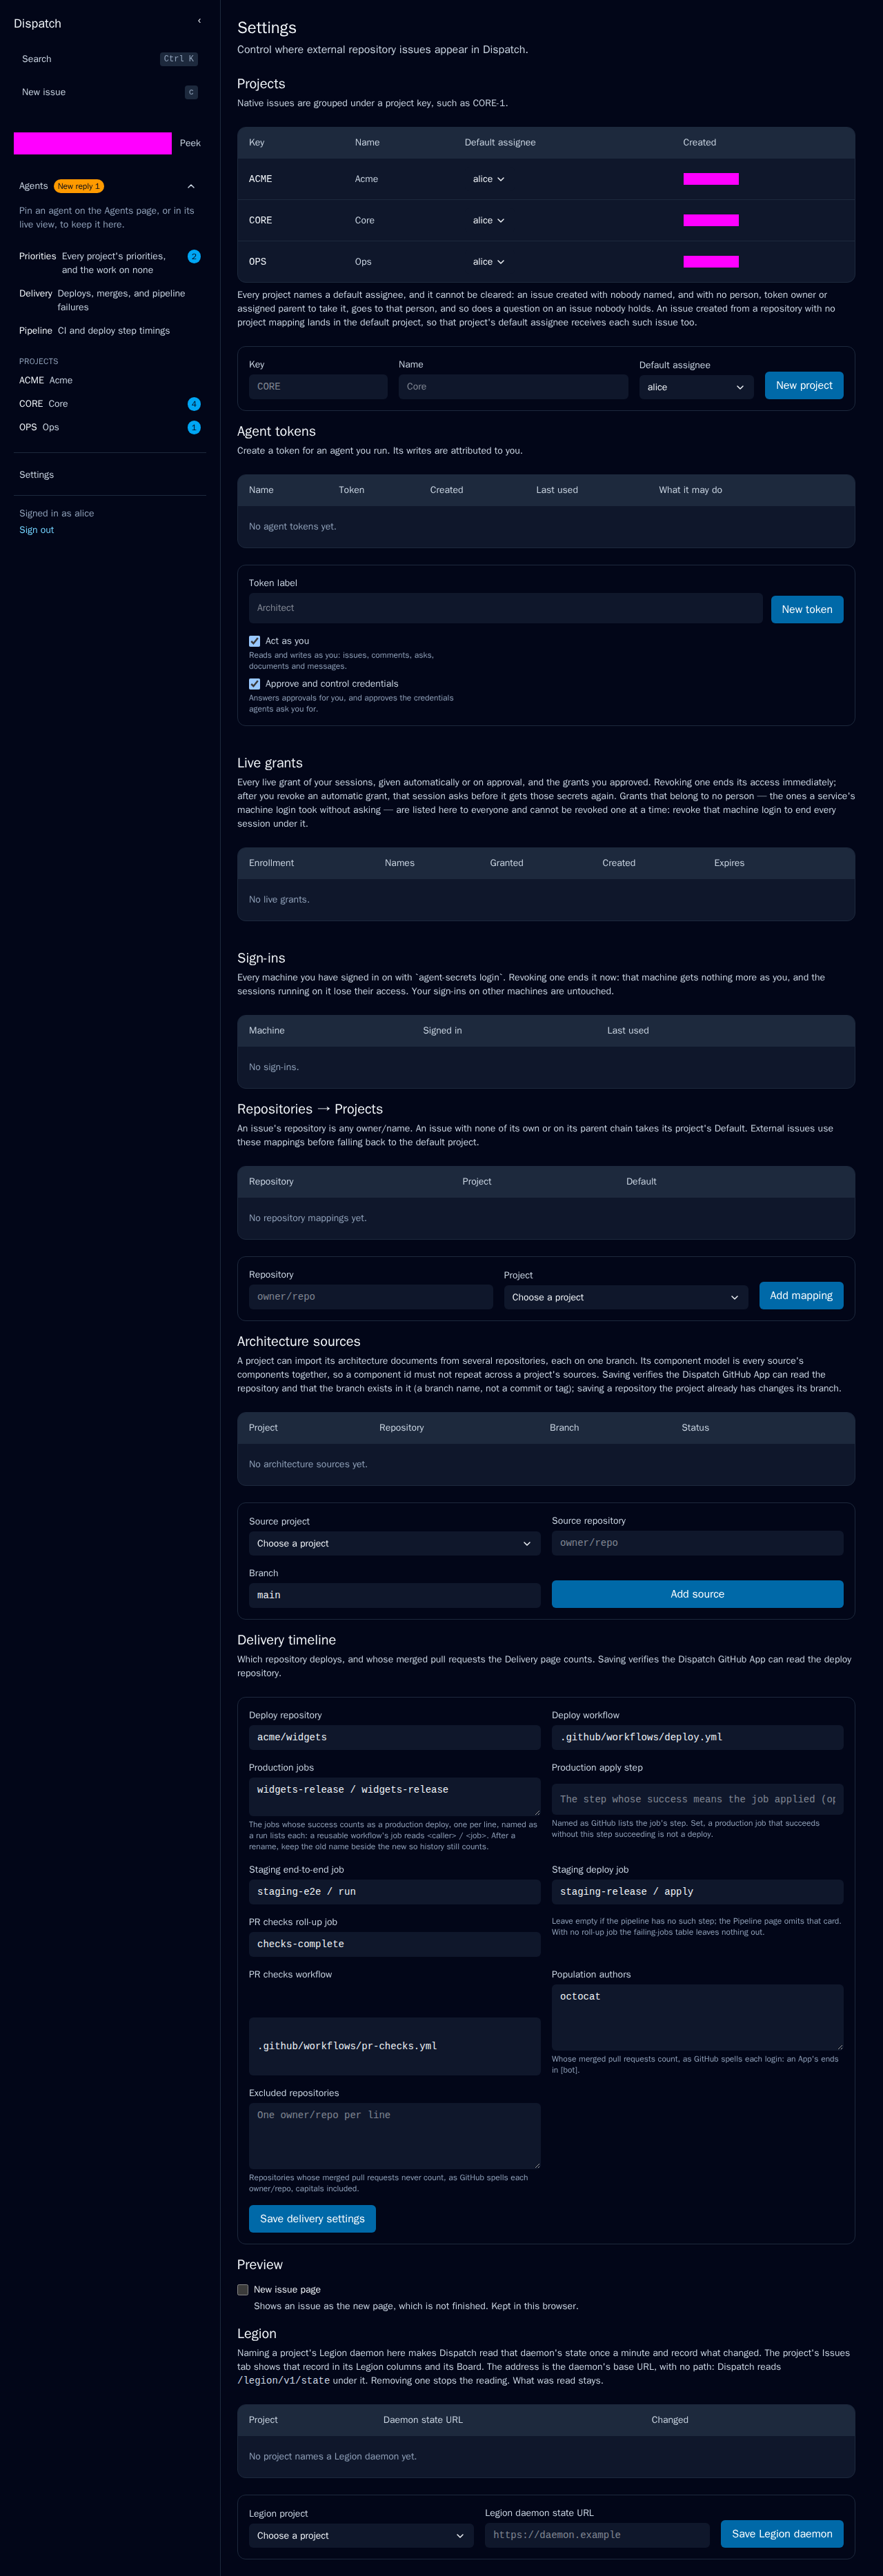 Dispatch
Search
Ctrl K
New issue
c
Peek
Agents
New reply 1
Pin an agent on the Agents page, or in its
live view, to keep it here.
Priorities
Every project's priorities,
and the work on none
2
Delivery
Deploys, merges, and pipeline
failures
Pipeline
CI and deploy step timings
PROJECTS
ACME Acme
CORE Core
4
OPS Ops
1
Settings
Signed in as alice
Sign out
Settings
Control where external repository issues appear in Dispatch.
Projects
Native issues are grouped under a project key, such as CORE-1.
Key Name Default assignee Created
ACME Acme alice
CORE Core alice
OPS Ops alice
Every project names a default assignee, and it cannot be cleared: an issue created with nobody named, and with no person, token owner or
assigned parent to take it, goes to that person, and so does a question on an issue nobody holds. An issue created from a repository with no
project mapping lands in the default project, so that project's default assignee receives each such issue too.
Key Name Default assignee
CORE Core alice New project
Agent tokens
Create a token for an agent you run. Its writes are attributed to you.
Name Token Created Last used What it may do
No agent tokens yet.
Token label
Architect
New token
Act as you
Reads and writes as you: issues, comments, asks,
documents and messages.
Approve and control credentials
Answers approvals for you, and approves the credentials
agents ask you for.
Live grants
Every live grant of your sessions, given automatically or on approval, and the grants you approved. Revoking one ends its access immediately;
after you revoke an automatic grant, that session asks before it gets those secrets again. Grants that belong to no person — the ones a service's
machine login took without asking — are listed here to everyone and cannot be revoked one at a time: revoke that machine login to end every
session under it.
Enrollment Names Granted Created Expires
No live grants.
Sign-ins
Every machine you have signed in on with `agent-secrets login`. Revoking one ends it now: that machine gets nothing more as you, and the
sessions running on it lose their access. Your sign-ins on other machines are untouched.
Machine Signed in Last used
No sign-ins.
Repositories → Projects
An issue's repository is any owner/name. An issue with none of its own or on its parent chain takes its project's Default. External issues use
these mappings before falling back to the default project.
Repository Project Default
No repository mappings yet.
Repository Project
owner/repo Choose a project Add mapping
Architecture sources
A project can import its architecture documents from several repositories, each on one branch. Its component model is every source's
components together, so a component id must not repeat across a project's sources. Saving verifies the Dispatch GitHub App can read the
repository and that the branch exists in it (a branch name, not a commit or tag); saving a repository the project already has changes its branch.
Project Repository Branch Status
No architecture sources yet.
Source project Source repository
Choose a project owner/repo
Branch
main Add source
Delivery timeline
Which repository deploys, and whose merged pull requests the Delivery page counts. Saving verifies the Dispatch GitHub App can read the deploy
repository.
Deploy repository Deploy workflow
acme/widgets .github/workflows/deploy.yml
Production jobs Production apply step
widgets-release / widgets-release
The step whose success means the job applied (op
The jobs whose success counts as a production deploy, one per line, named as
a run lists each: a reusable workflow's job reads <caller> / <job>. After a
rename, keep the old name beside the new so history still counts.
Named as GitHub lists the job's step. Set, a production job that succeeds
without this step succeeding is not a deploy.
Staging end-to-end job Staging deploy job
staging-e2e / run staging-release / apply
PR checks roll-up job
checks-complete
Leave empty if the pipeline has no such step; the Pipeline page omits that card.
With no roll-up job the failing-jobs table leaves nothing out.
PR checks workflow Population authors
.github/workflows/pr-checks.yml
octocat
Whose merged pull requests count, as GitHub spells each login: an App's ends
in [bot].
Excluded repositories
One owner/repo per line
Repositories whose merged pull requests never count, as GitHub spells each
owner/repo, capitals included.
Save delivery settings
Preview
New issue page
Shows an issue as the new page, which is not finished. Kept in this browser.
Legion
Naming a project's Legion daemon here makes Dispatch read that daemon's state once a minute and record what changed. The project's Issues
tab shows that record in its Legion columns and its Board. The address is the daemon's base URL, with no path: Dispatch reads
/legion/v1/state under it. Removing one stops the reading. What was read stays.
Project Daemon state URL Changed
No project names a Legion daemon yet.
Legion project Legion daemon state URL
Choose a project https://daemon.example Save Legion daemon